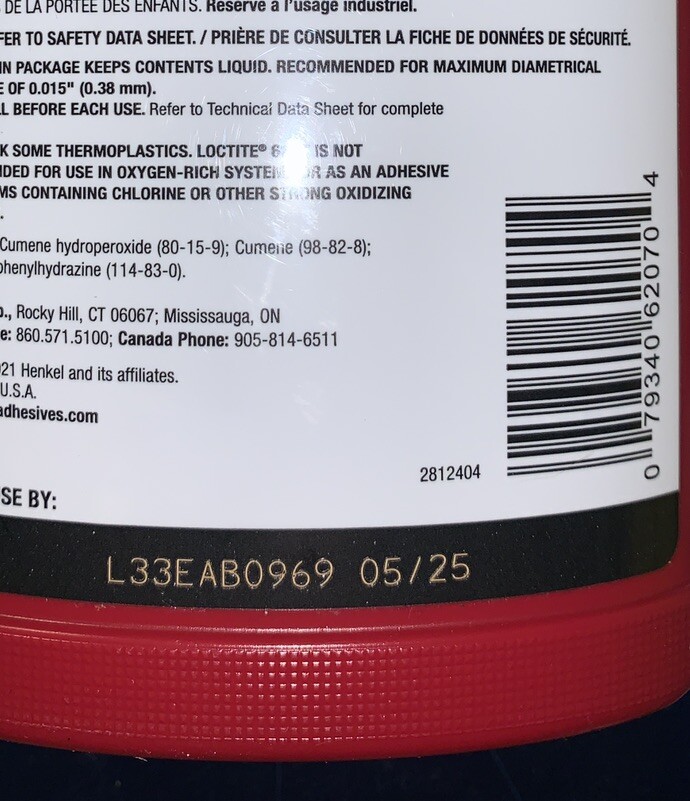 DE LA PORTÉE DES ENFANTS. Réservé à l'usage industriel.
FER TO SAFETY DATA SHEET. / PRIÈRE DE CONSULTER LA FICHE DE DONNÉES DE SÉCURITÉ.
IN PACKAGE KEEPS CONTENTS LIQUID. RECOMMENDED FOR MAXIMUM DIAMETRICAL
E OF 0.015" (0.38 mm).
L BEFORE EACH USE. Refer to Technical Data Sheet for complete
K SOME THERMOPLASTICS. LOCTITE® IS NOT
DED FOR USE IN OXYGEN-RICH SYSTEM OR AS AN ADHESIVE
MS CONTAINING CHLORINE OR OTHER STRONG OXIDIZING
.
Cumene hydroperoxide (80-15-9); Cumene (98-82-8);
phenylhydrazine (114-83-0).
., Rocky Hill, CT 06067; Mississauga, ON
e: 860.571.5100; Canada Phone: 905-814-6511
21 Henkel and its affiliates.
U.S.A.
adhesives.com
2812404
SE BY:
L33EAB0969 05/25
0 79340 62070 4